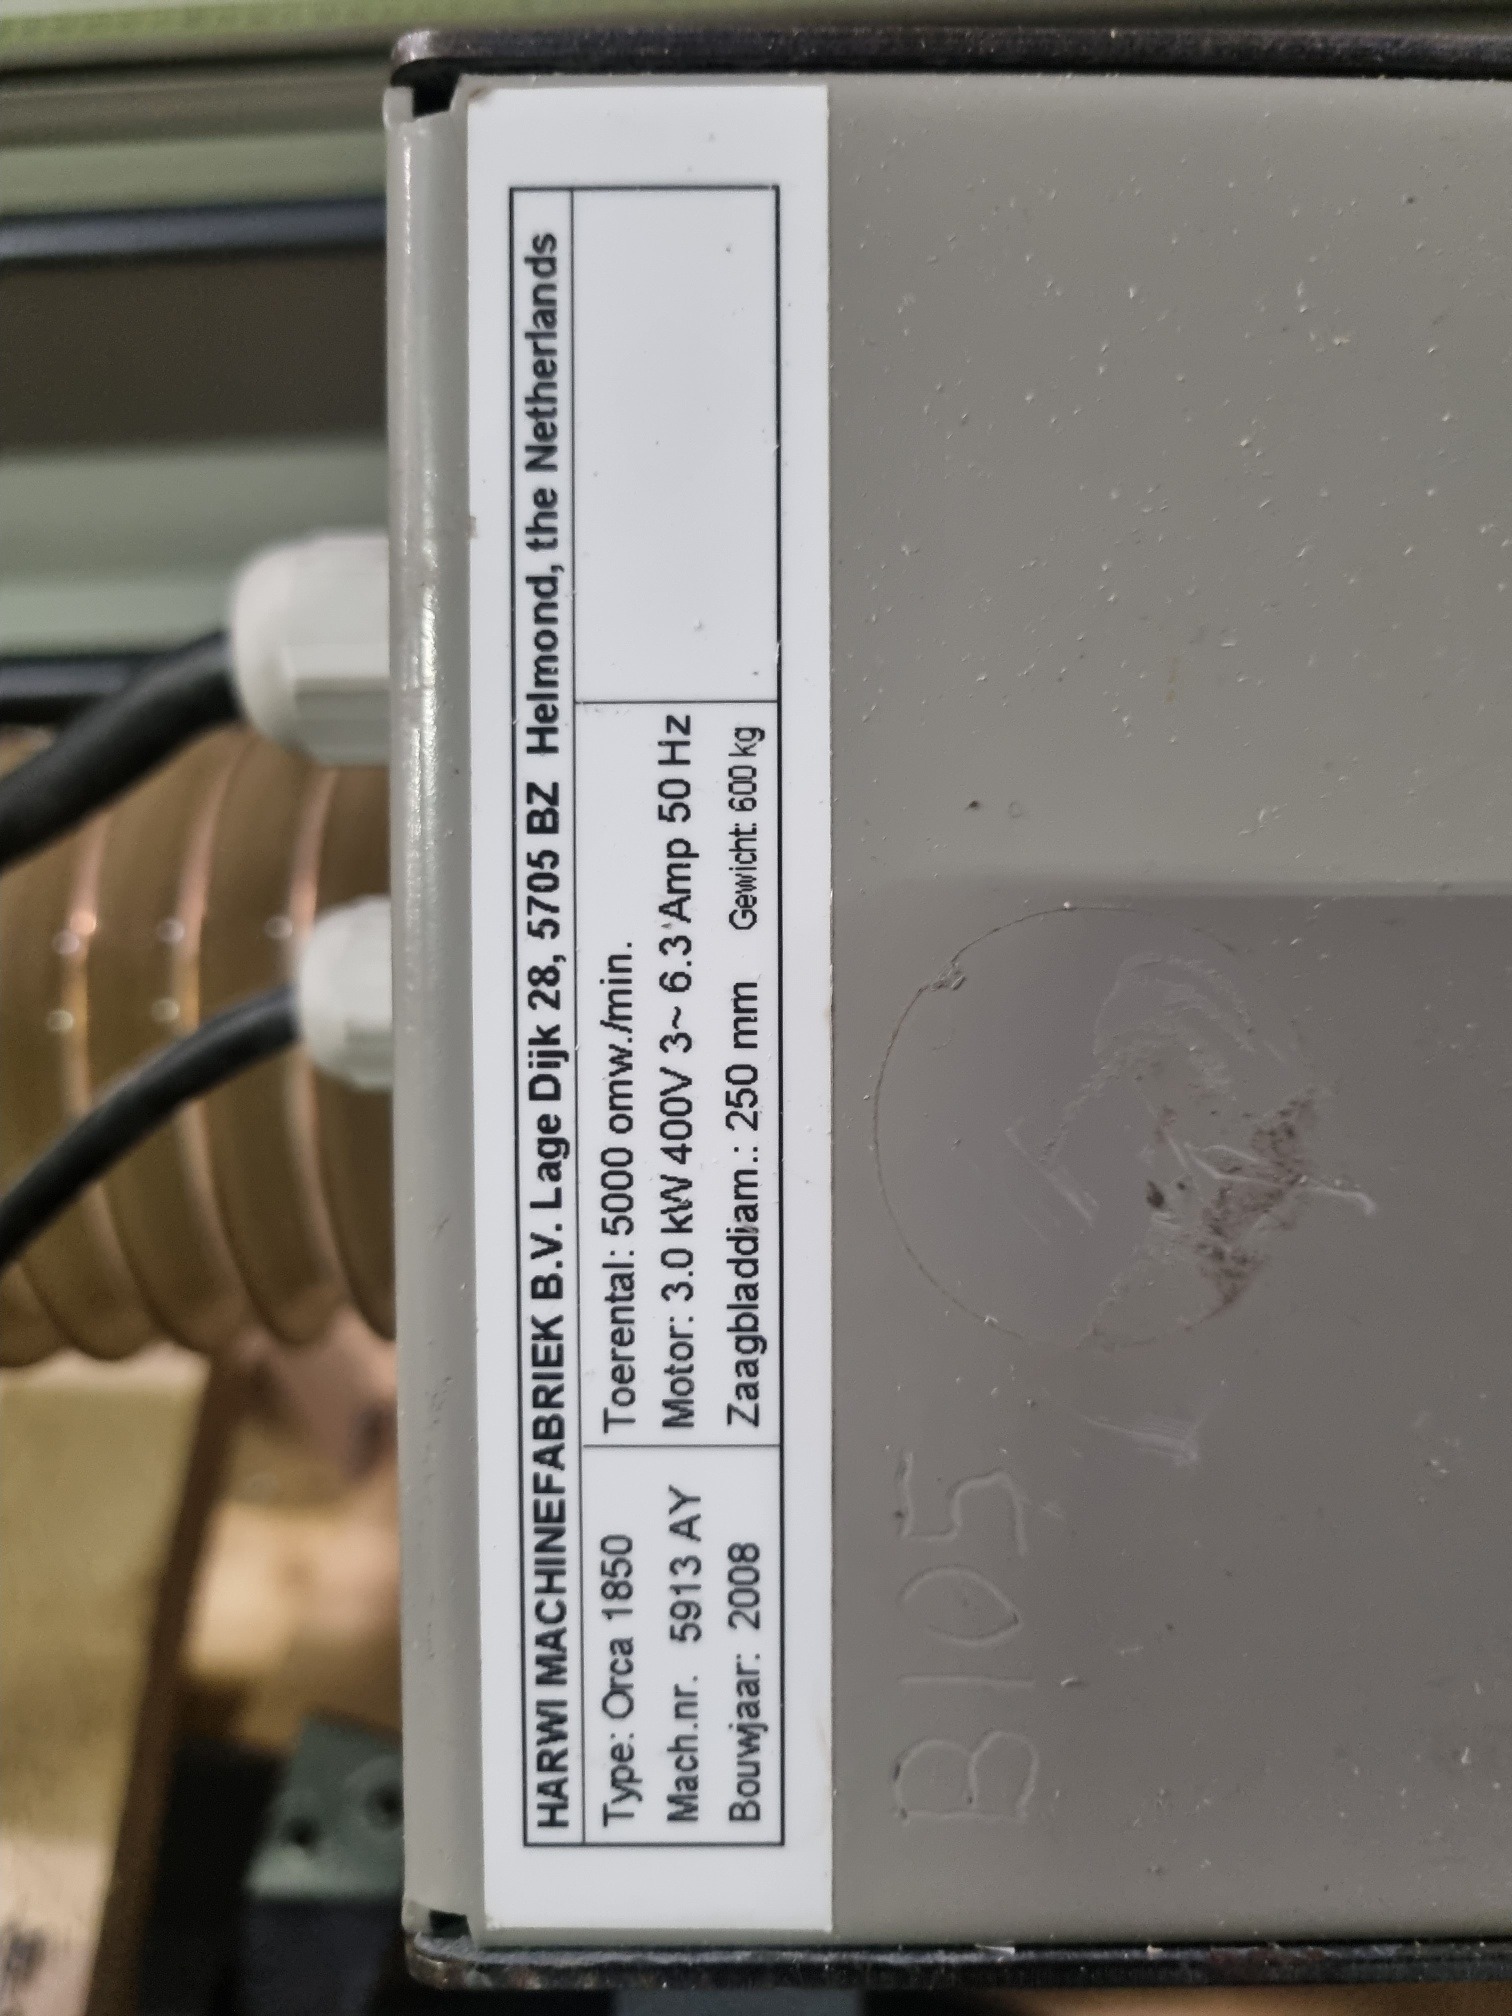 HARWI MACHINEFABRIEK B.V. Lage Dijk 28, 5705 BZ Helmond, the Netherlands
Type: Orca 1850
Mach.nr. 5913 AY
Bouwjaar: 2008
Toerental: 5000 omw./min.
Motor: 3.0 kW 400V 3~ 6.3 Amp 50 Hz
Zaagbladdiam.: 250 mm Gewicht: 600 kg
B105